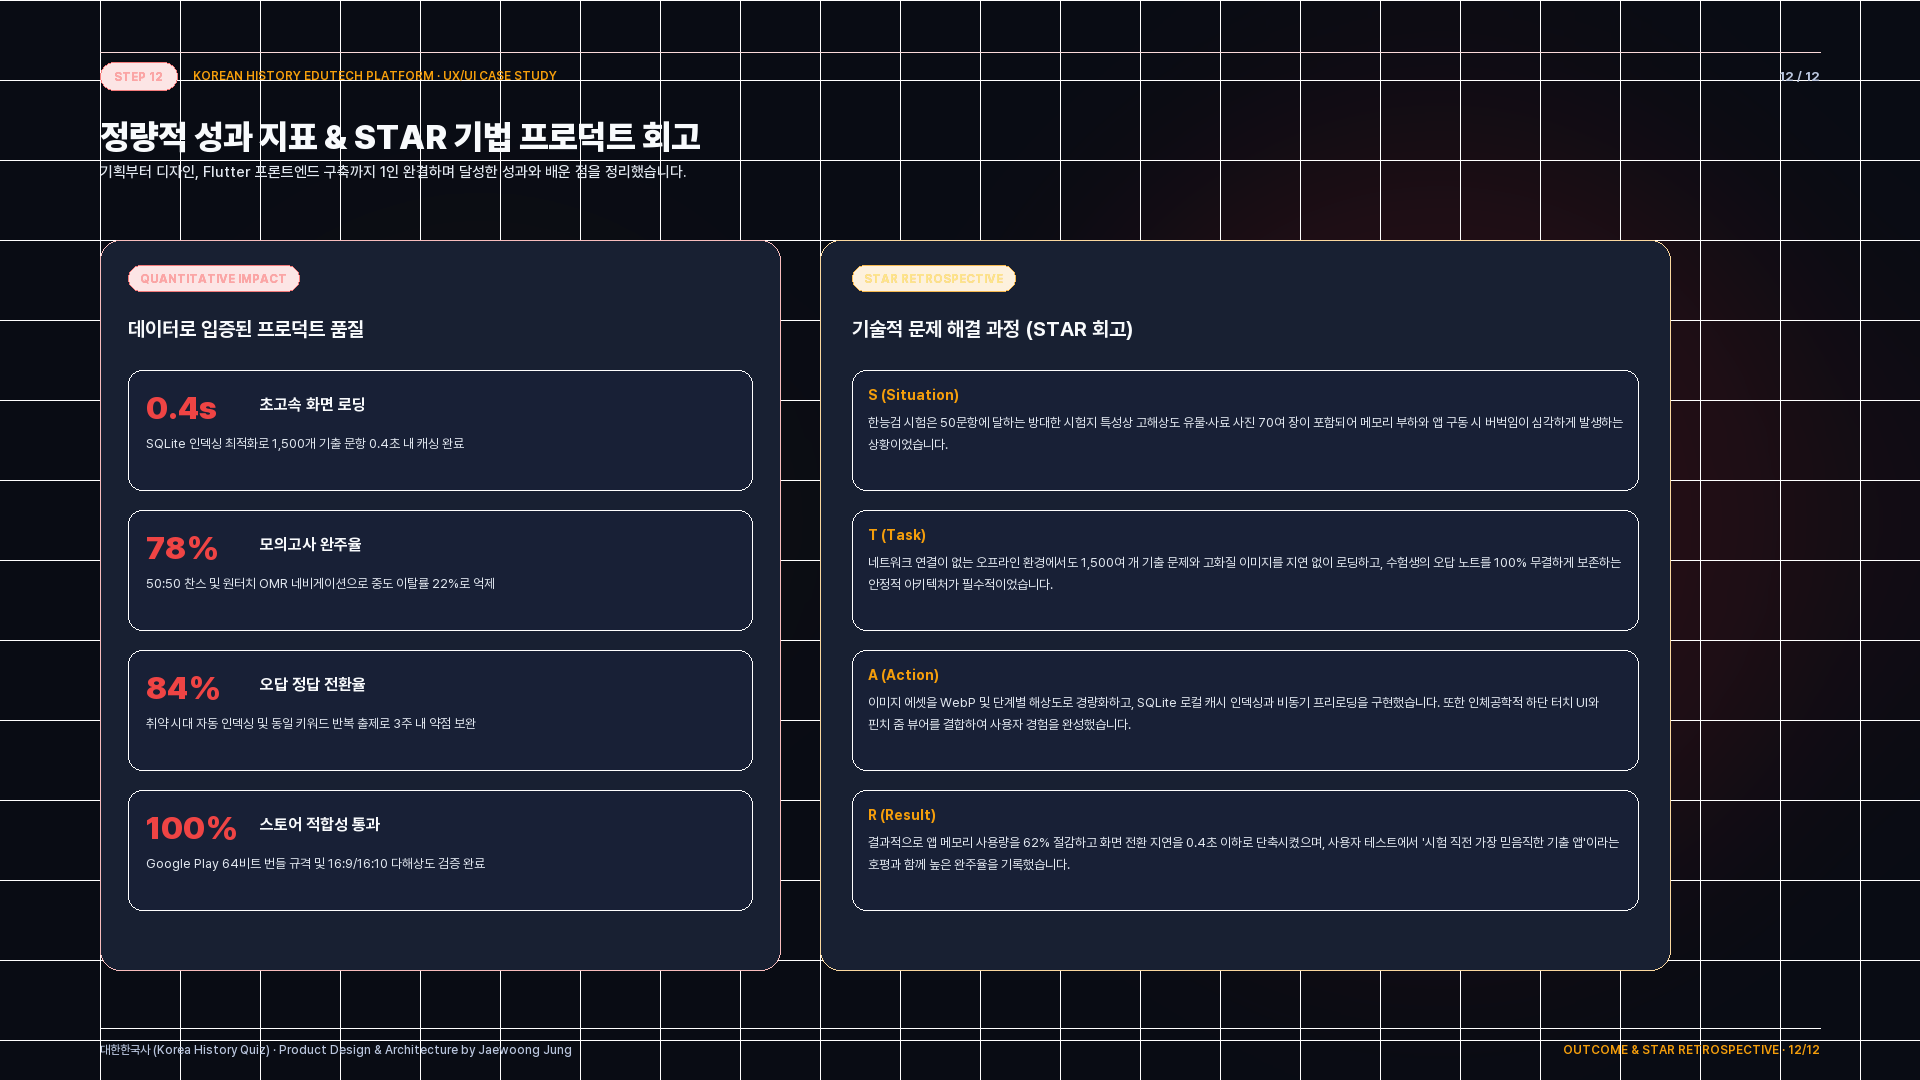 STEP 12
KOREAN HISTORY EDUTECH PLATFORM · UX/UI CASE STUDY
12 / 12
정량적 성과 지표 & STAR 기법 프로덕트 회고
기획부터 디자인, Flutter 프론트엔드 구축까지 1인 완결하며 달성한 성과와 배운 점을 정리했습니다.
QUANTITATIVE IMPACT
데이터로 입증된 프로덕트 품질
0.4s 초고속 화면 로딩
SQLite 인덱싱 최적화로 1,500개 기출 문항 0.4초 내 캐싱 완료
78% 모의고사 완주율
50:50 찬스 및 원터치 OMR 네비게이션으로 중도 이탈률 22%로 억제
84% 오답 정답 전환율
취약 시대 자동 인덱싱 및 동일 키워드 반복 출제로 3주 내 약점 보완
100% 스토어 적합성 통과
Google Play 64비트 번들 규격 및 16:9/16:10 다해상도 검증 완료
STAR RETROSPECTIVE
기술적 문제 해결 과정 (STAR 회고)
S (Situation)
한능검 시험은 50문항에 달하는 방대한 시험지 특성상 고해상도 유물·사료 사진 70여 장이 포함되어 메모리 부하와 앱 구동 시 버벅임이 심각하게 발생하는
상황이었습니다.
T (Task)
네트워크 연결이 없는 오프라인 환경에서도 1,500여 개 기출 문제와 고화질 이미지를 지연 없이 로딩하고, 수험생의 오답 노트를 100% 무결하게 보존하는
안정적 아키텍처가 필수적이었습니다.
A (Action)
이미지 에셋을 WebP 및 단계별 해상도로 경량화하고, SQLite 로컬 캐시 인덱싱과 비동기 프리로딩을 구현했습니다. 또한 인체공학적 하단 터치 UI와
핀치 줌 뷰어를 결합하여 사용자 경험을 완성했습니다.
R (Result)
결과적으로 앱 메모리 사용량을 62% 절감하고 화면 전환 지연을 0.4초 이하로 단축시켰으며, 사용자 테스트에서 '시험 직전 가장 믿음직한 기출 앱'이라는
호평과 함께 높은 완주율을 기록했습니다.
대한한국사 (Korea History Quiz) · Product Design & Architecture by Jaewoong Jung
OUTCOME & STAR RETROSPECTIVE · 12/12